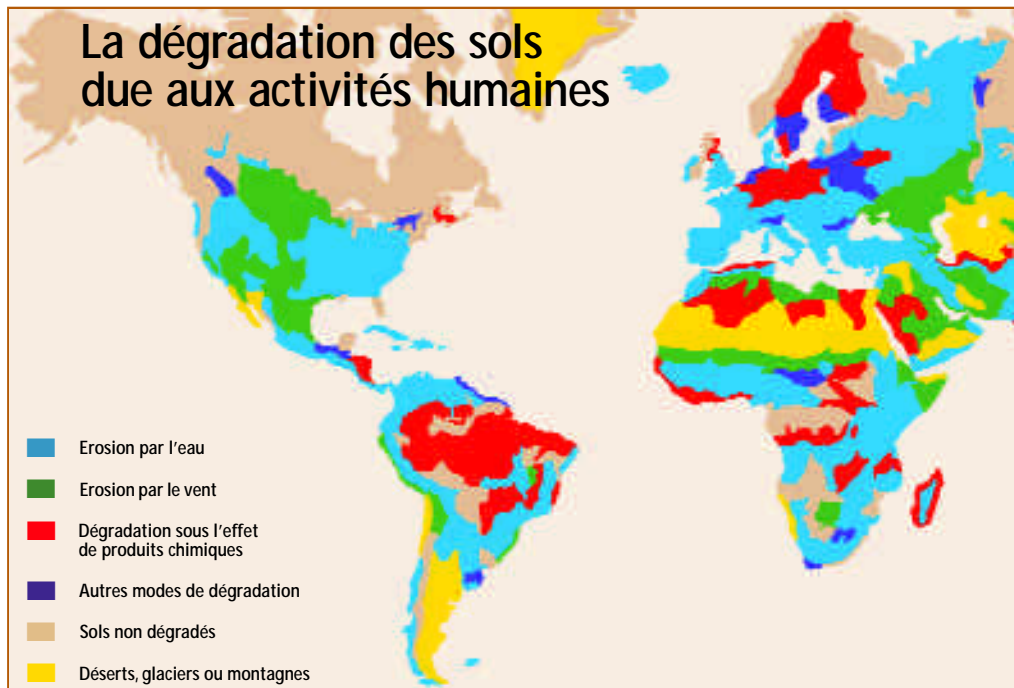 La dégradation des sols
due aux activités humaines
Erosion par l'eau
Erosion par le vent
Dégradation sous l'effet
de produits chimiques
Autres modes de dégradation
Sols non dégradés
Déserts, glaciers ou montagnes